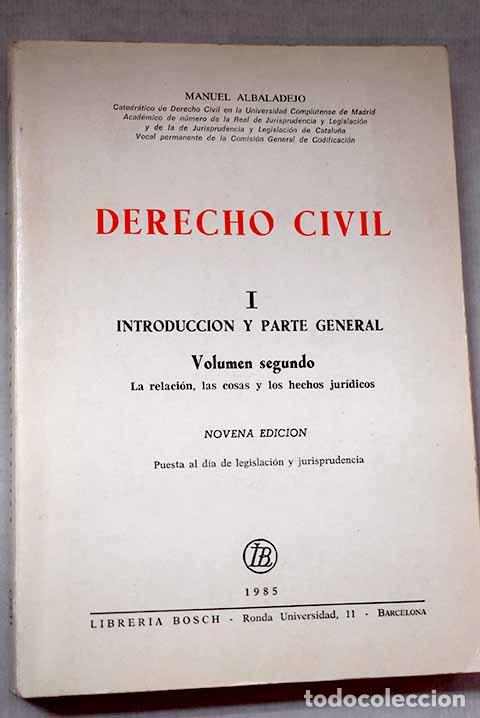 MANUEL ALBALADEJO
Catedrático de Derecho Civil en la Universidad Complutense de Madrid
Académico de número de la Real de Jurisprudencia y Legislación
y de la de Jurisprudencia y Legislación de Cataluña
Vocal permanente de la Comisión General de Codificación
DERECHO CIVIL
I
INTRODUCCION Y PARTE GENERAL
Volumen segundo
La relación, las cosas y los hechos jurídicos
NOVENA EDICION
Puesta al día de legislación y jurisprudencia
LB
1985
LIBRERIA BOSCH - Ronda Universidad, 11 - BARCELONA
todocoleccion